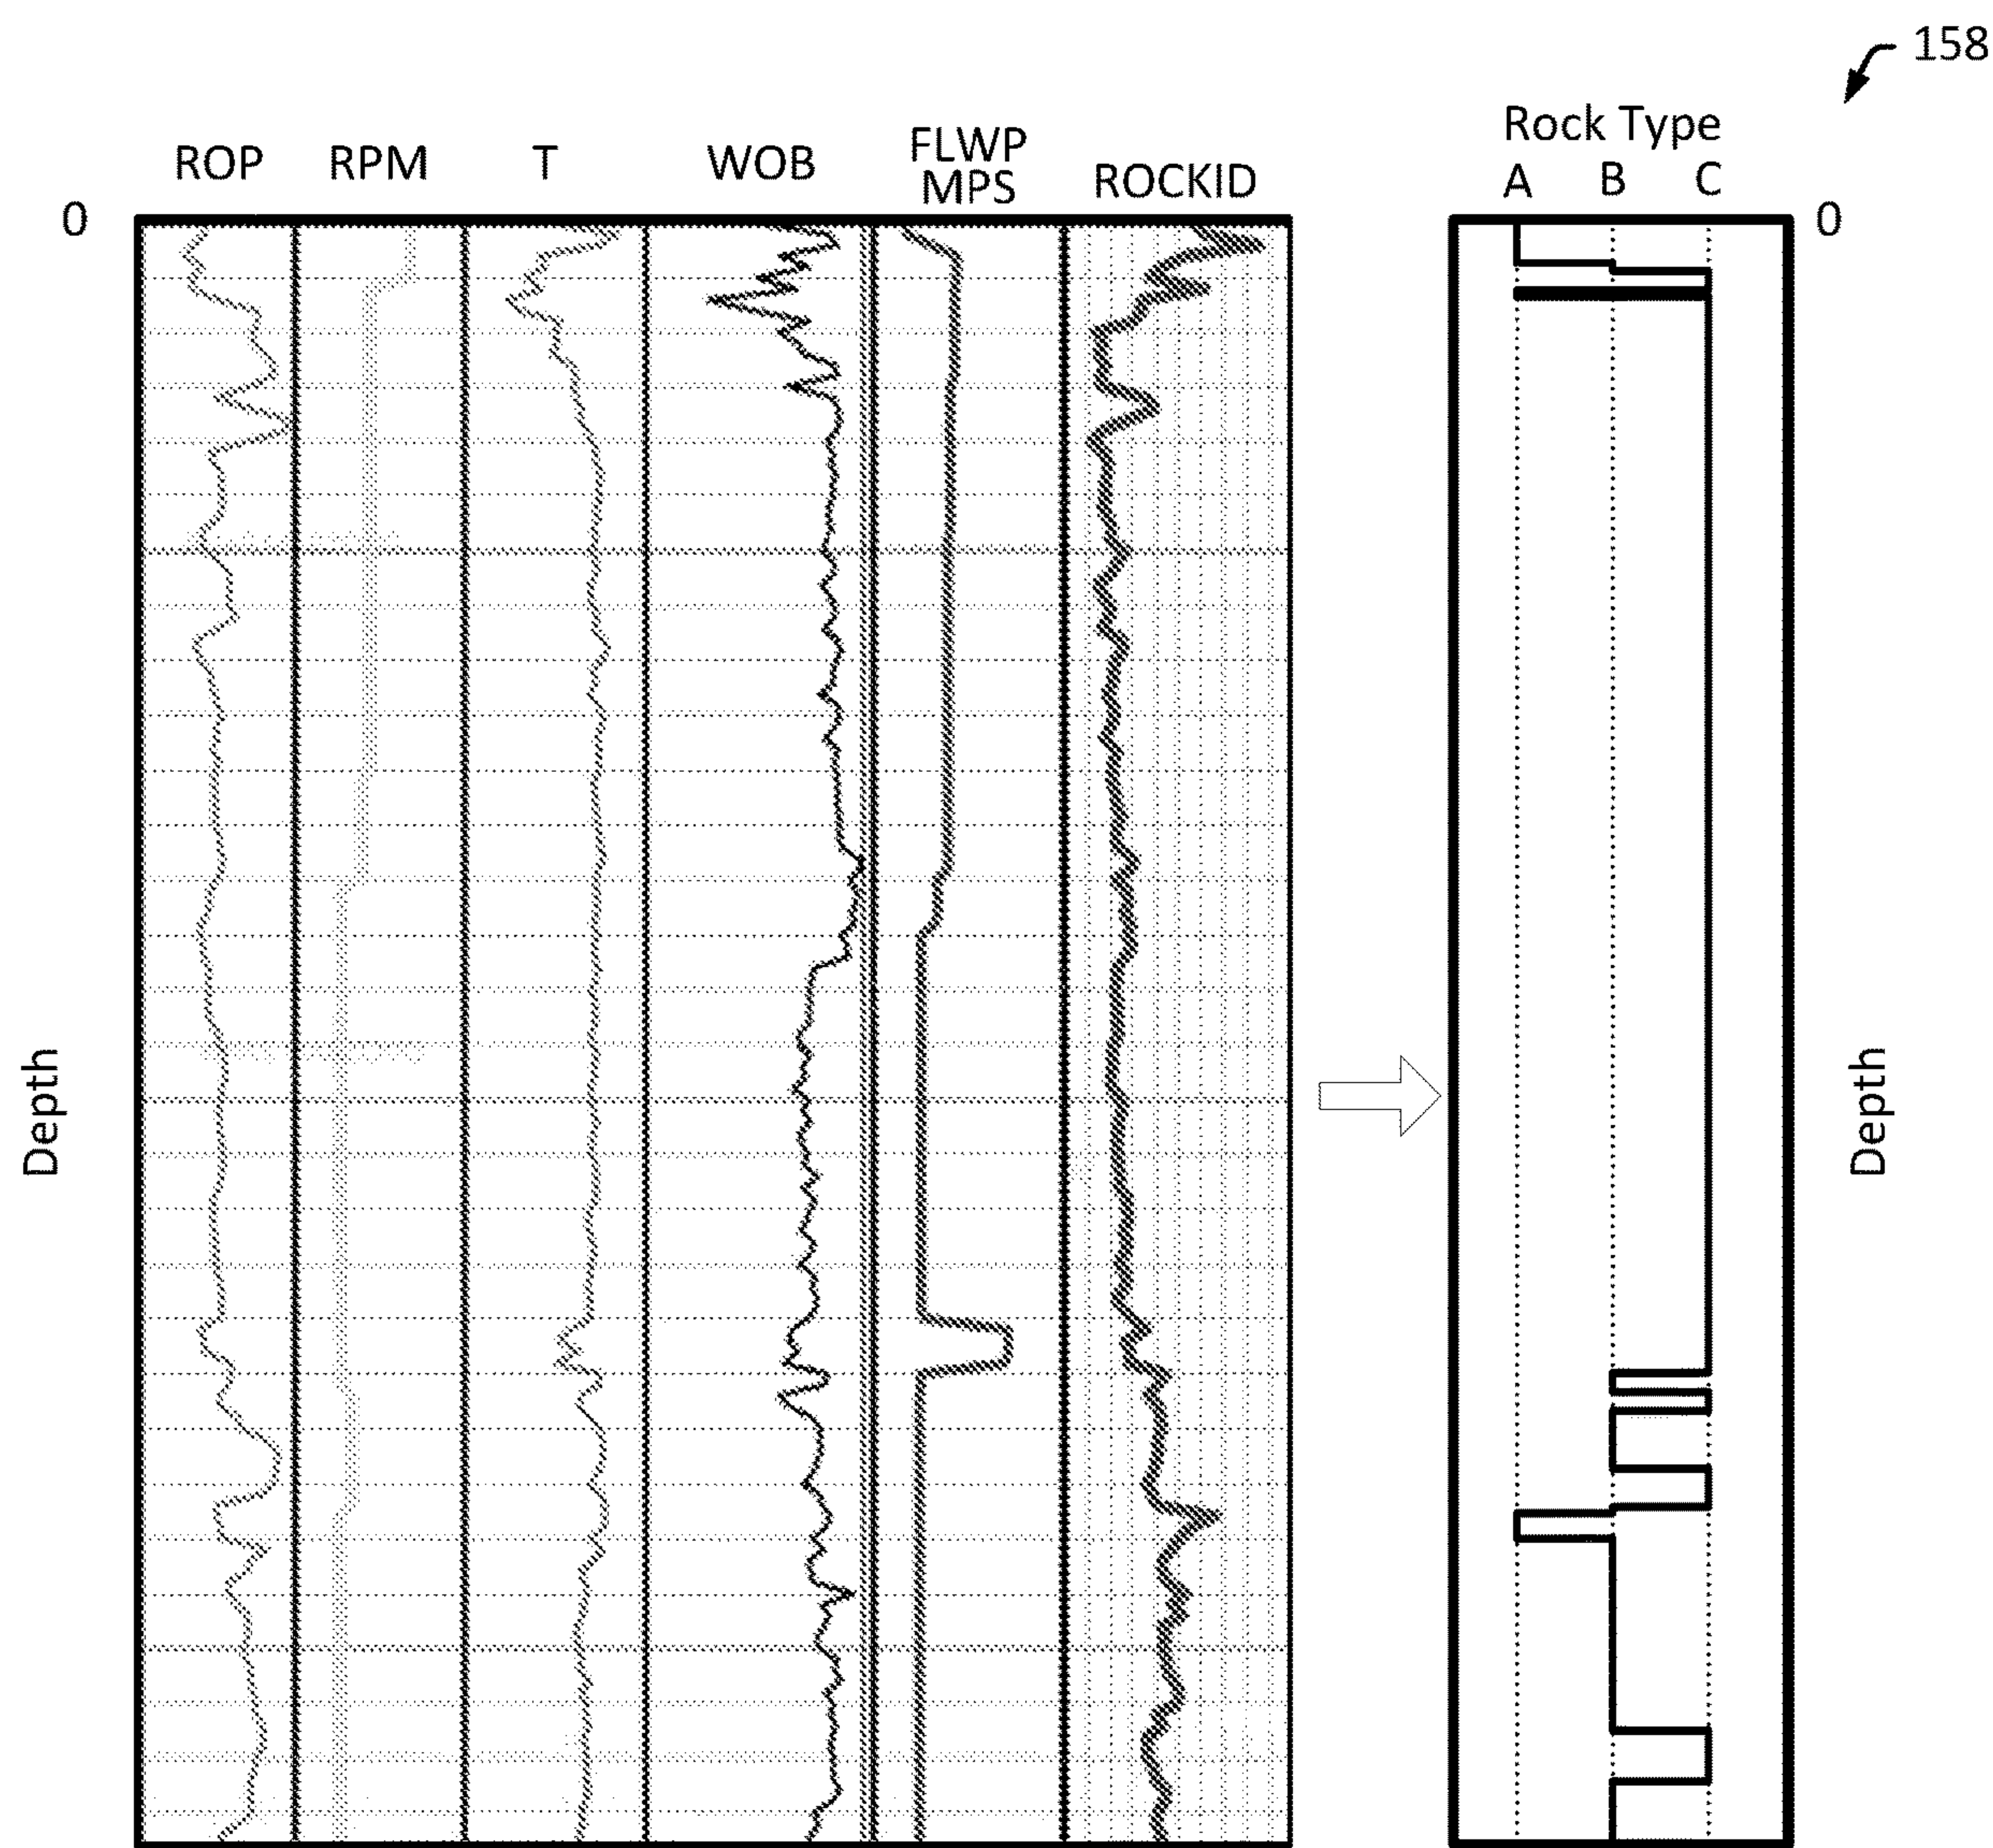 158
Rock Type
ROP RPM T WOB FLWP MPS ROCKID
A B C
0
0
Depth
Depth